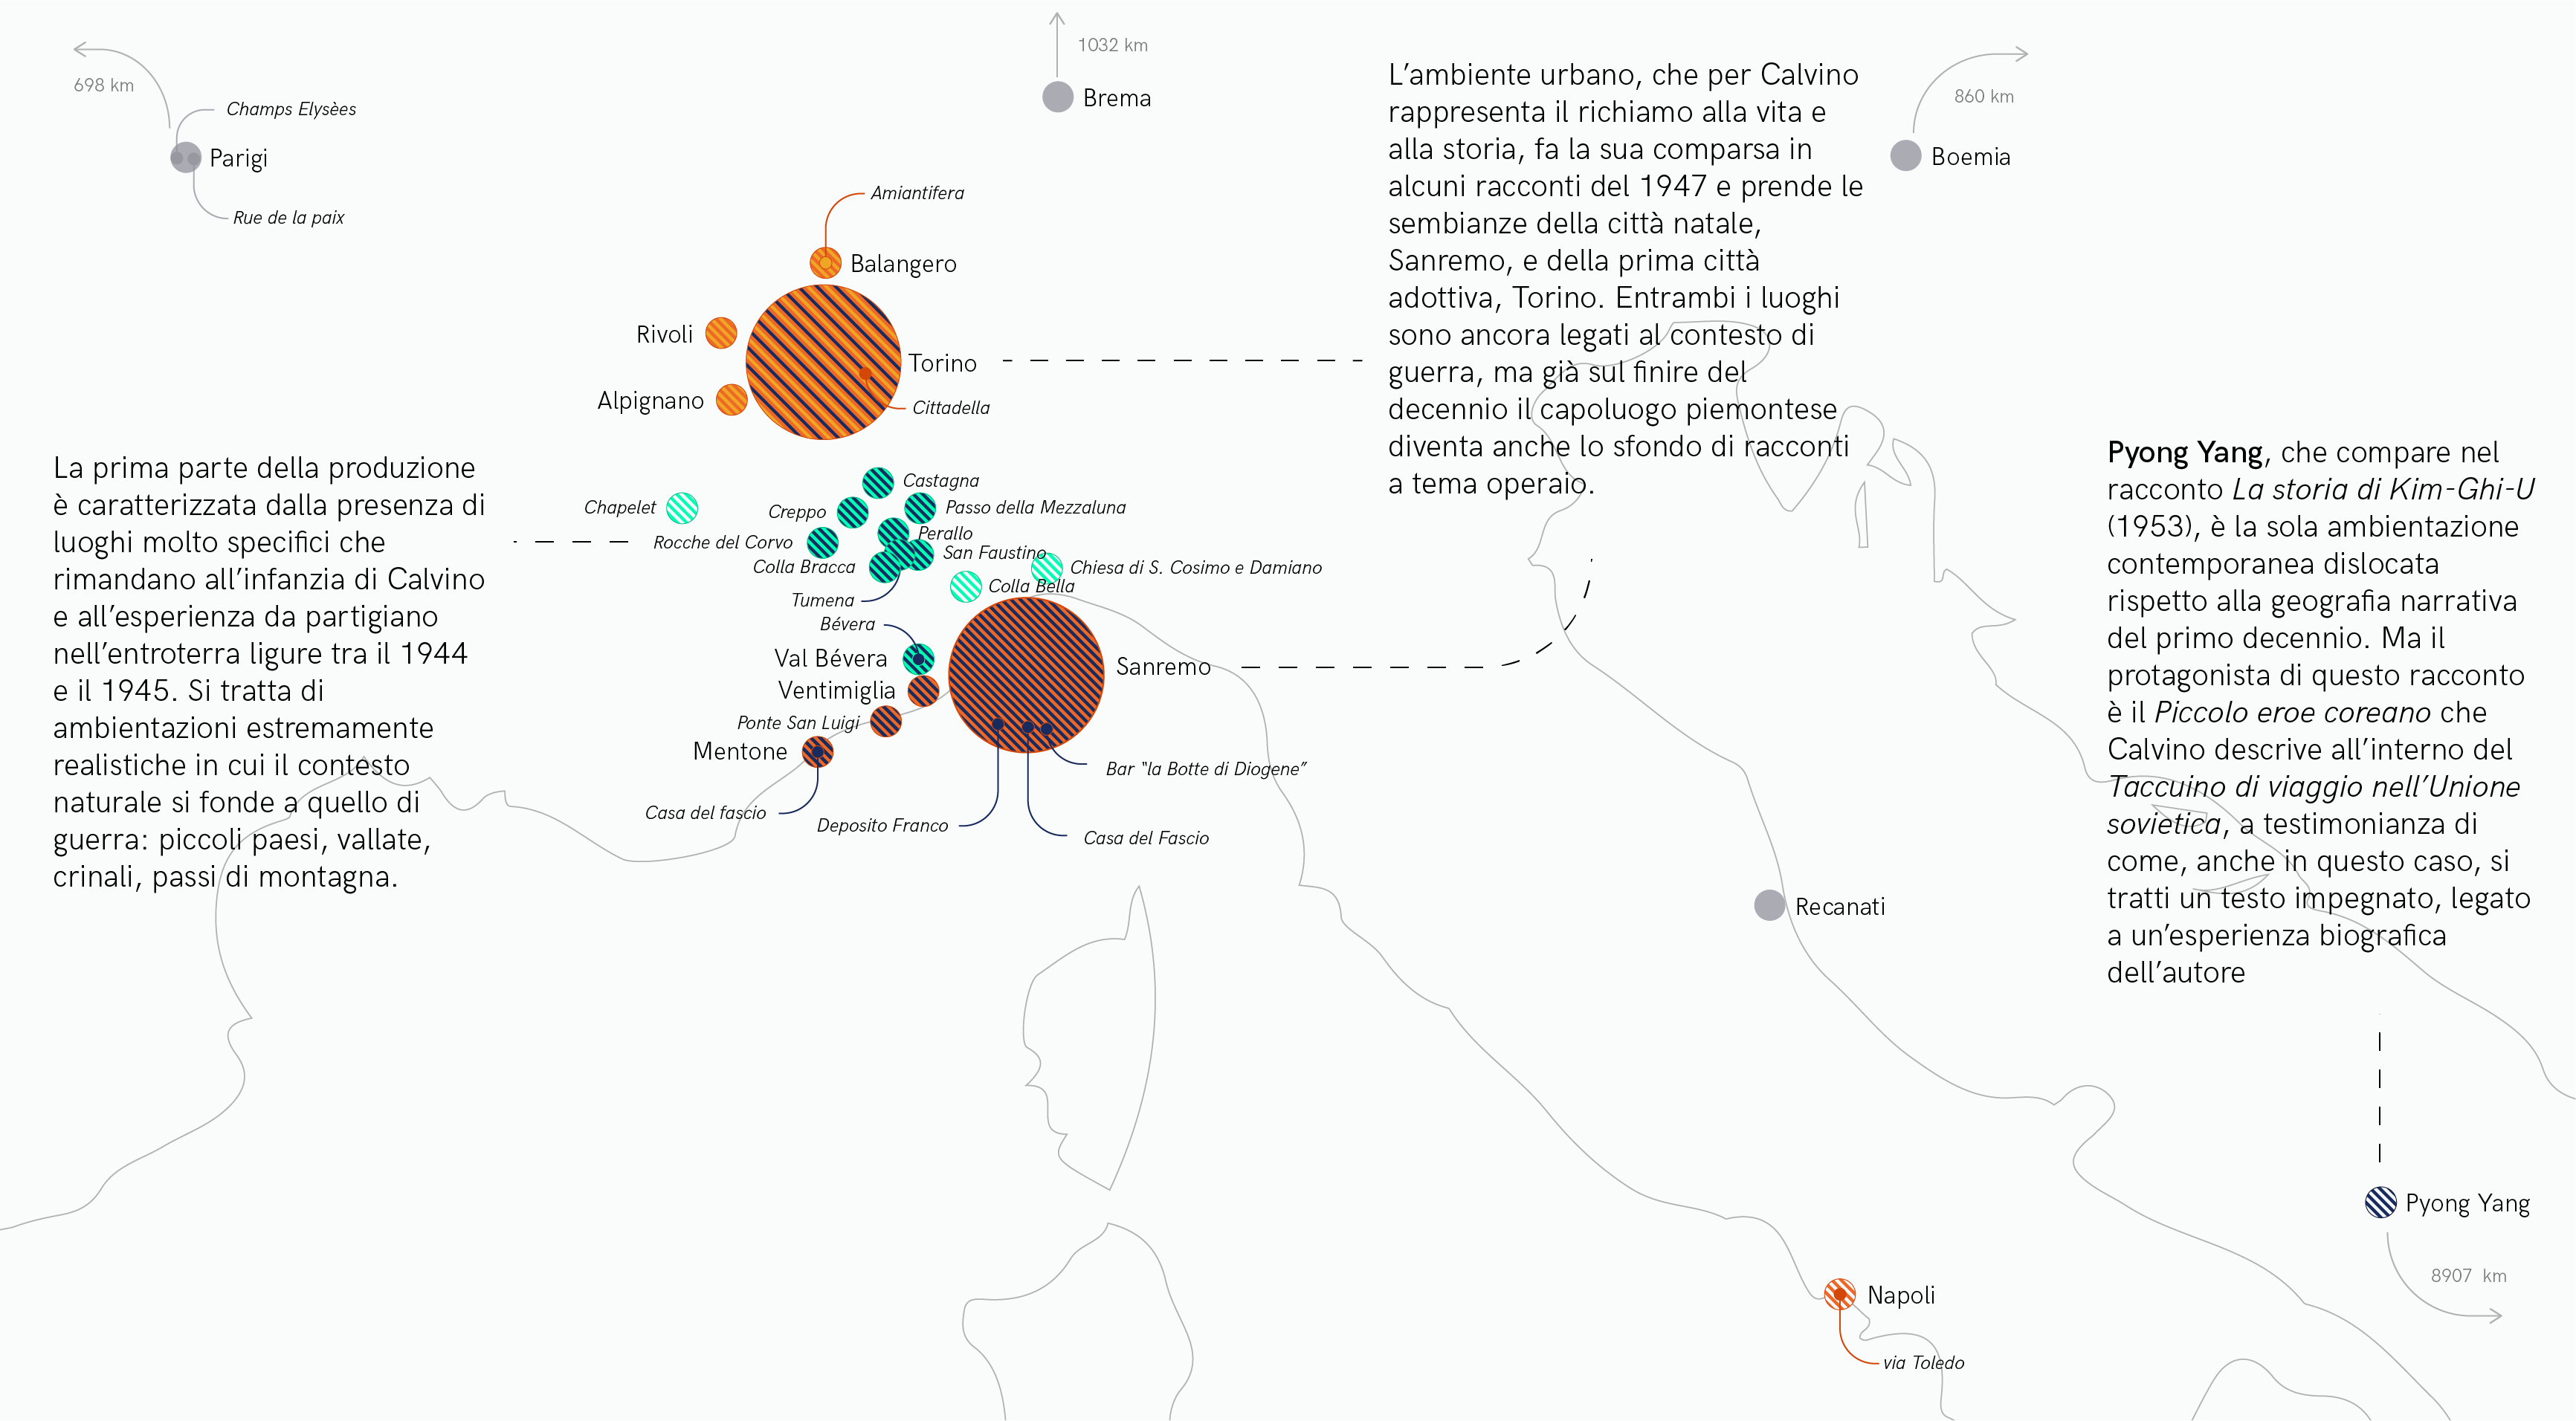 698 km
Champs Elysèes
Parigi
Rue de la paix
1032 km
Brema
860 km
Boemia
Amiantifera
Balangero
Rivoli
Torino
Alpignano
Cittadella
L’ambiente urbano, che per Calvino
rappresenta il richiamo alla vita e
alla storia, fa la sua comparsa in
alcuni racconti del 1947 e prende le
sembianze della città natale,
Sanremo, e della prima città
adottiva, Torino. Entrambi i luoghi
sono ancora legati al contesto di
guerra, ma già sul finire del
decennio il capoluogo piemontese
diventa anche lo sfondo di racconti
a tema operaio.
La prima parte della produzione
è caratterizzata dalla presenza di
luoghi molto specifici che
rimandano all’infanzia di Calvino
e all’esperienza da partigiano
nell’entroterra ligure tra il 1944
e il 1945. Si tratta di
ambientazioni estremamente
realistiche in cui il contesto
naturale si fonde a quello di
guerra: piccoli paesi, vallate,
crinali, passi di montagna.
Castagna
Chapelet
Creppo
Passo della Mezzaluna
Perallo
Rocche del Corvo
San Faustino
Colla Bracca
Chiesa di S. Cosimo e Damiano
Colla Bella
Tumena
Bévera
Val Bévera
Sanremo
Ventimiglia
Ponte San Luigi
Mentone
Bar “la Botte di Diogene”
Casa del fascio
Deposito Franco
Casa del Fascio
Pyong Yang, che compare nel
racconto La storia di Kim-Ghi-U
(1953), è la sola ambientazione
contemporanea dislocata
rispetto alla geografia narrativa
del primo decennio. Ma il
protagonista di questo racconto
è il Piccolo eroe coreano che
Calvino descrive all’interno del
Taccuino di viaggio nell’Unione
sovietica, a testimonianza di
come, anche in questo caso, si
tratti un testo impegnato, legato
a un’esperienza biografica
dell’autore
Recanati
Pyong Yang
8907 km
Napoli
via Toledo